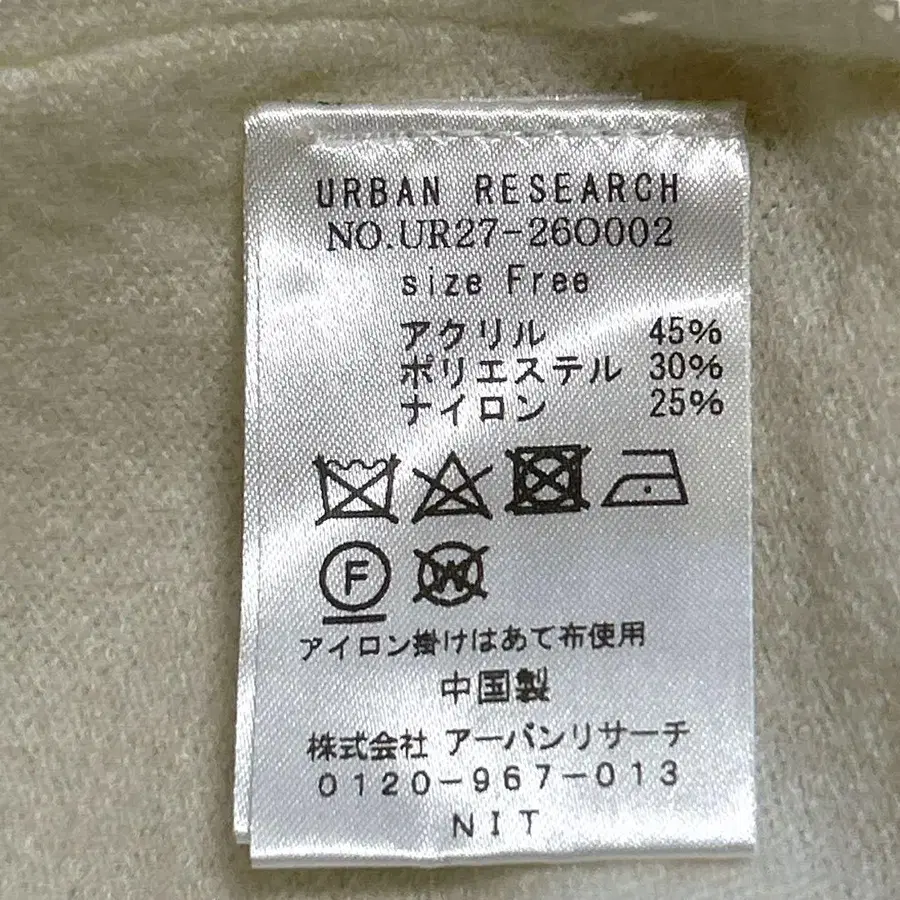 URBAN RESEARCH
NO.UR27-26O002
size Free
アクリル 45%
ポリエステル 30%
ナイロン 25%
F W
アイロン掛けはあて布使用
中国製
株式会社 アーバンリサーチ
0120-967-013
NIT